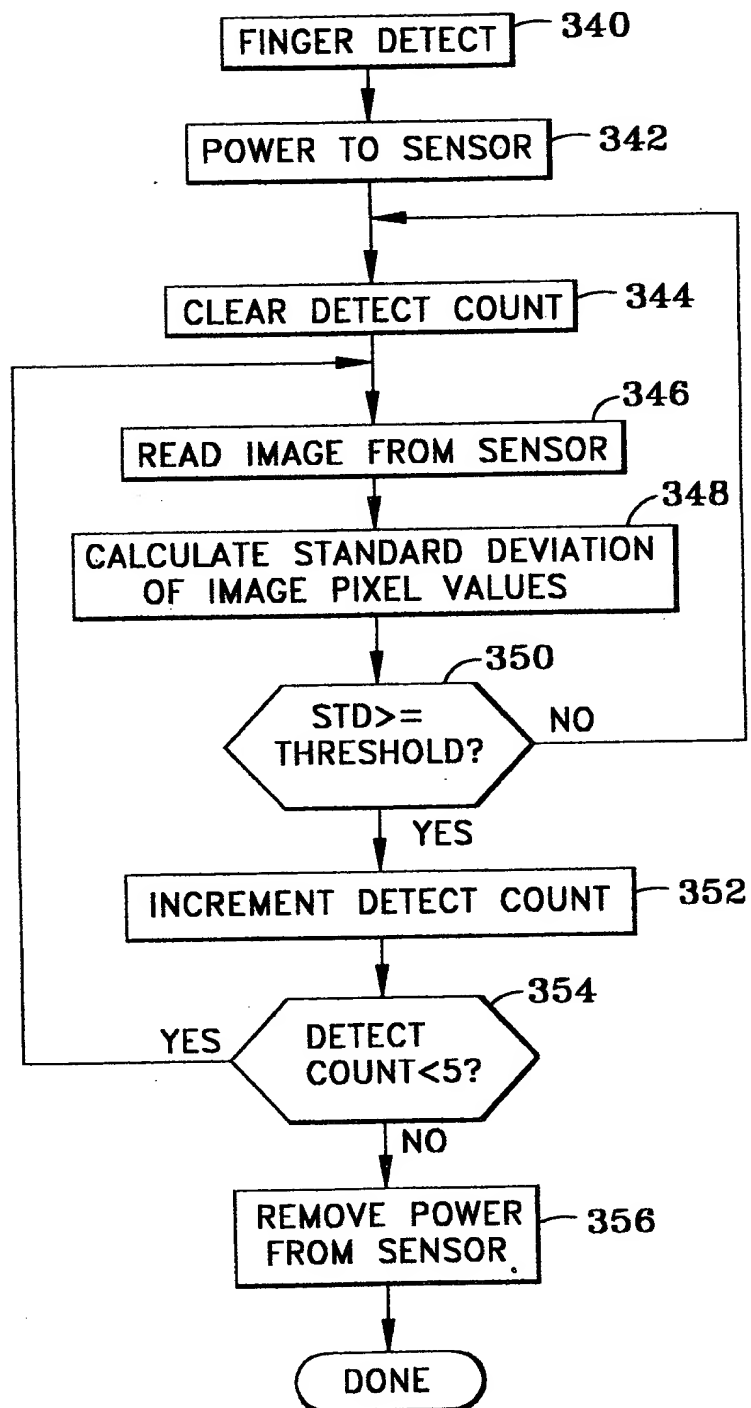 FINGER DETECT 340
POWER TO SENSOR 342
CLEAR DETECT COUNT 344
346
READ IMAGE FROM SENSOR
348
CALCULATE STANDARD DEVIATION
OF IMAGE PIXEL VALUES
350
STD>=
THRESHOLD?
NO
YES
INCREMENT DETECT COUNT 352
354
YES
DETECT
COUNT<5?
NO
REMOVE POWER
FROM SENSOR
356
DONE